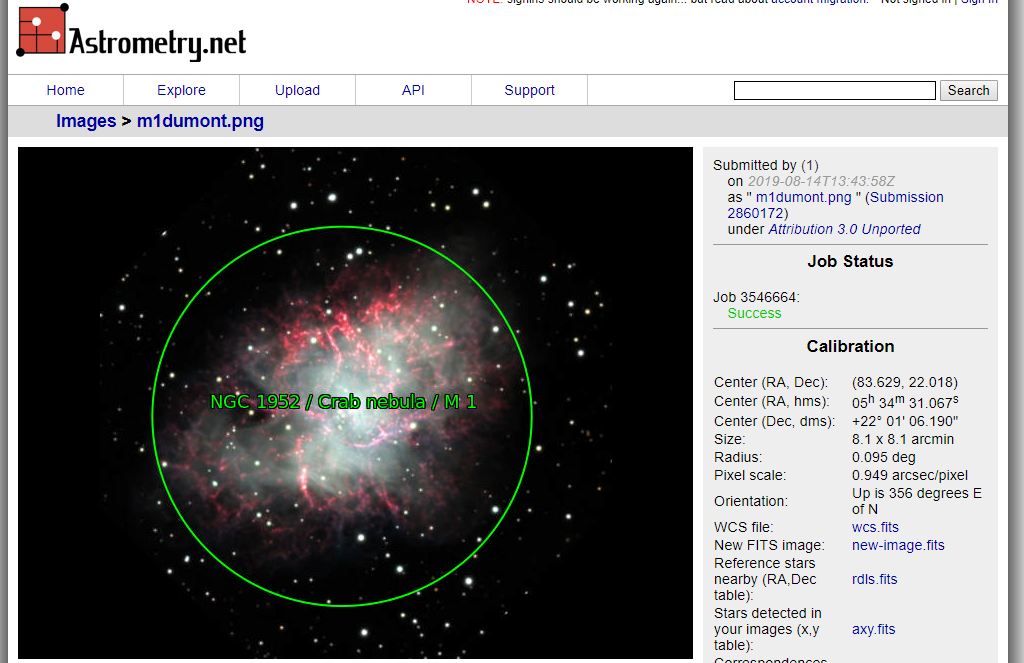 NOTE: signins should be working again... but read about account migration. Not signed in | Sign in
Astrometry.net
Home Explore Upload API Support Search
Images > m1dumont.png
NGC 1952 / Crab nebula / M 1
Submitted by (1)
on 2019-08-14T13:43:58Z
as " m1dumont.png " (Submission
2860172)
under Attribution 3.0 Unported
Job Status
Job 3546664:
Success
Calibration
Center (RA, Dec): (83.629, 22.018)
Center (RA, hms): 05h 34m 31.067s
Center (Dec, dms): +22° 01' 06.190"
Size: 8.1 x 8.1 arcmin
Radius: 0.095 deg
Pixel scale: 0.949 arcsec/pixel
Orientation: Up is 356 degrees E
of N
WCS file: wcs.fits
New FITS image: new-image.fits
Reference stars
nearby (RA,Dec rdls.fits
table):
Stars detected in
your images (x,y axy.fits
table):
Correspondences